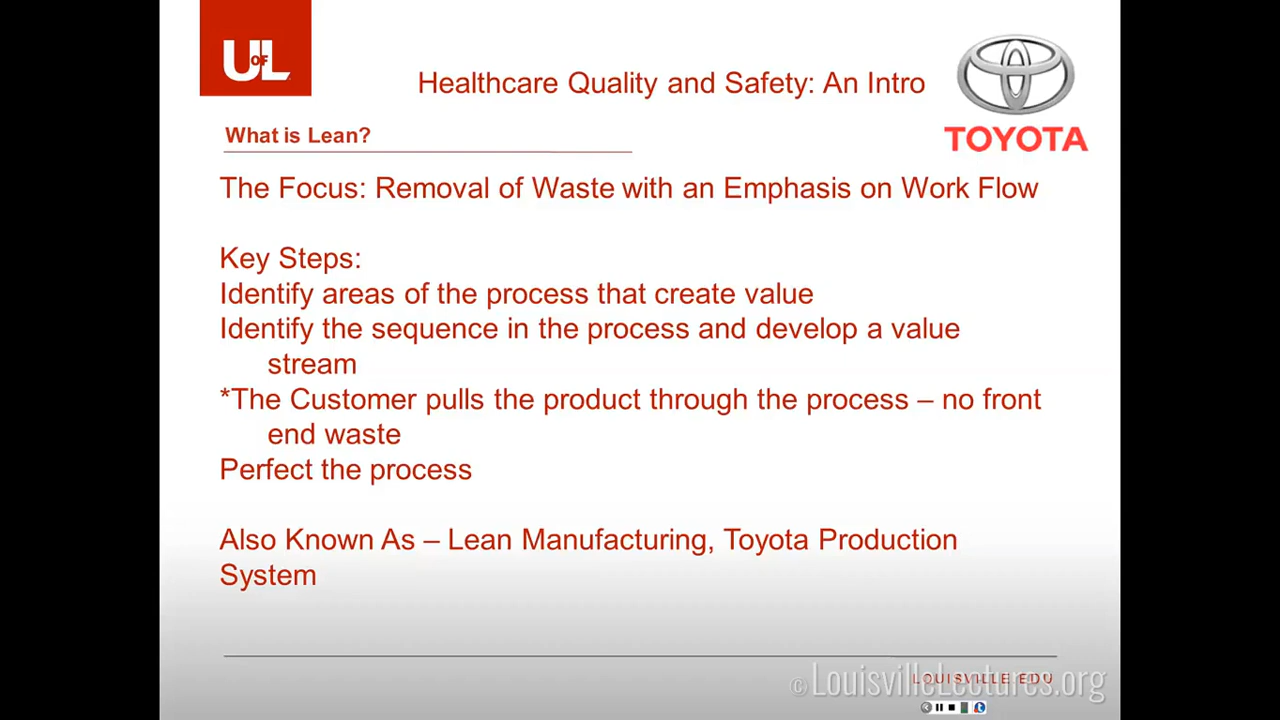 UofL
Healthcare Quality and Safety: An Intro
TOYOTA
What is Lean?
The Focus: Removal of Waste with an Emphasis on Work Flow
Key Steps:
Identify areas of the process that create value
Identify the sequence in the process and develop a value
stream
*The Customer pulls the product through the process – no front
end waste
Perfect the process
Also Known As – Lean Manufacturing, Toyota Production
System
LOUISVILLE.EDU
© LouisvilleLectures.org